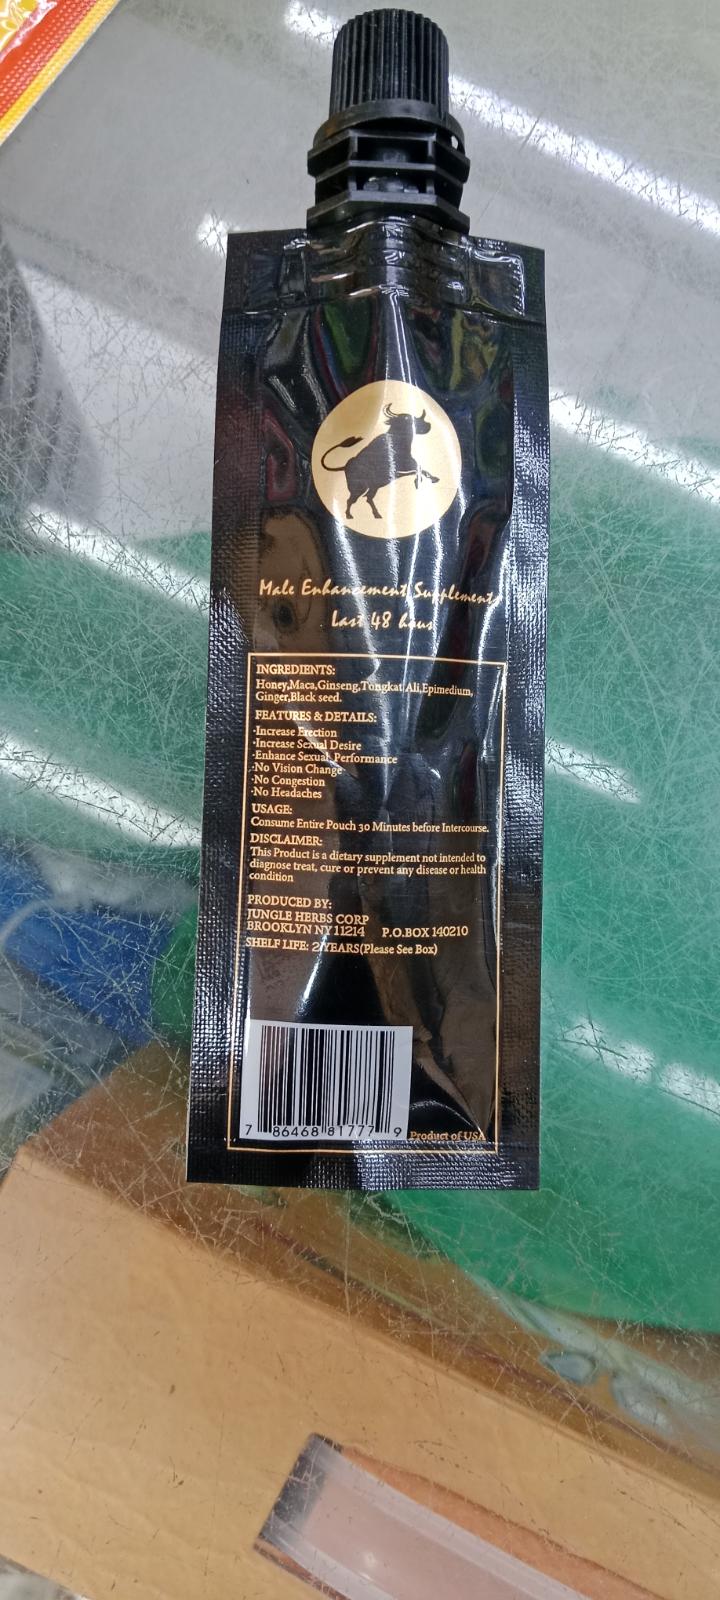 Male Enhancement Supplement
Last 48 haus
INGREDIENTS:
Honey,Maca,Ginseng,Tongkat Ali,Epimedium,
Ginger,Black seed.
FEATURES & DETAILS:
·Increase Erection
·Increase Sexual Desire
·Enhance Sexual Performance
·No Vision Change
·No Congestion
·No Headaches
USAGE:
Consume Entire Pouch 30 Minutes before Intercourse.
DISCLAIMER:
This Product is a dietary supplement not intended to
diagnose treat, cure or prevent any disease or health
condition
PRODUCED BY:
JUNGLE HERBS CORP
BROOKLYN NY 11214 P.O.BOX 140210
SHELF LIFE: 2 YEARS(Please See Box)
7 86468 81777 9
Product of USA